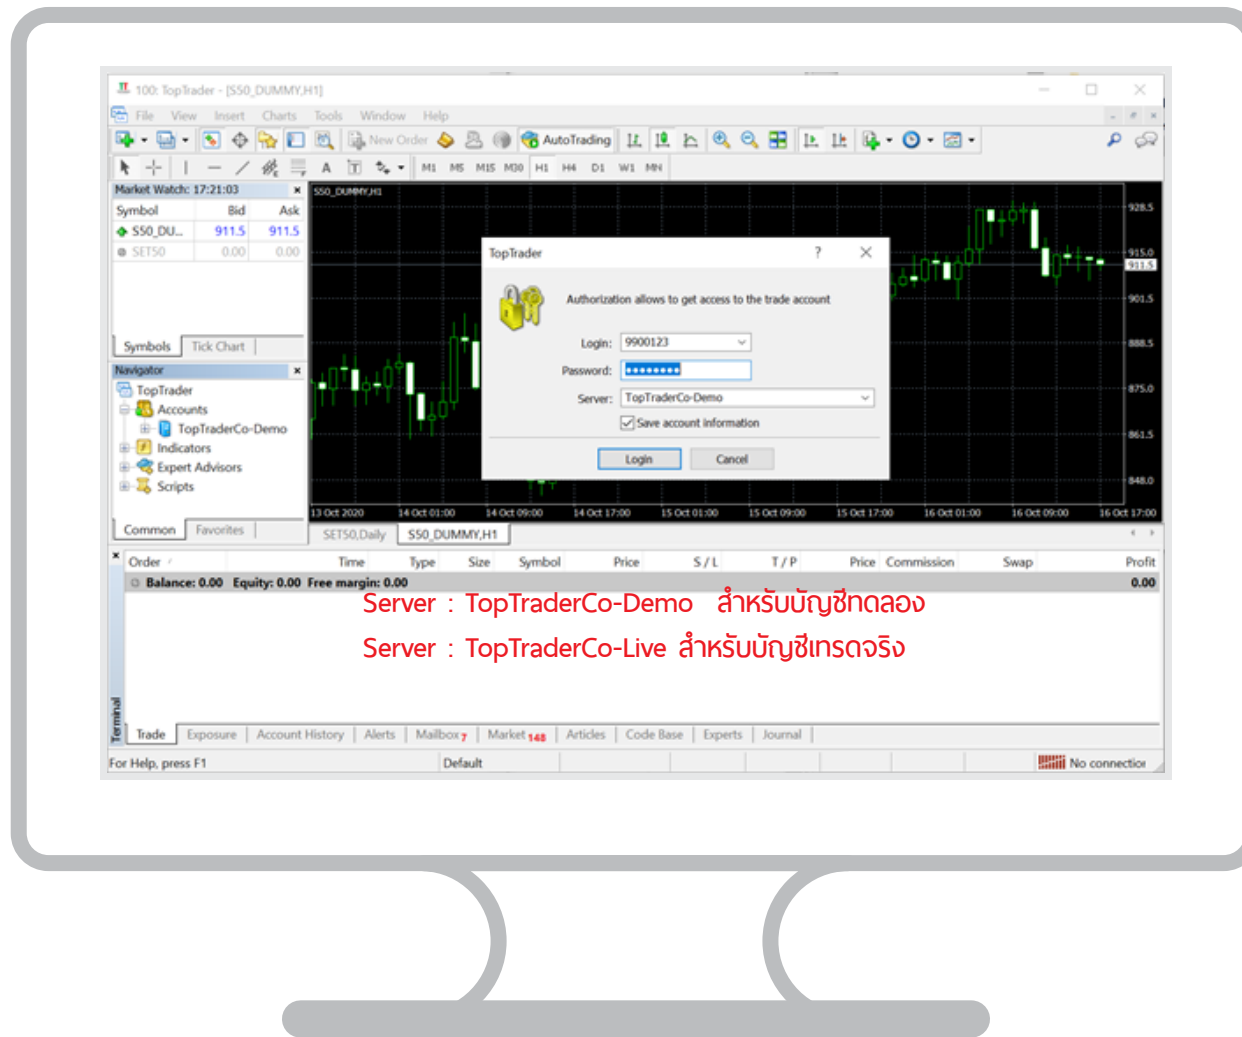 100: TopTrader - [S50_DUMMY,H1]
File View Insert Charts Tools Window Help
New Order AutoTrading
A T M1 M5 M15 M30 H1 H4 D1 W1 MN
Market Watch: 17:21:03
Symbol Bid Ask
S50_DU... 911.5 911.5
SET50 0.00 0.00
Symbols Tick Chart
Navigator
TopTrader
Accounts
TopTraderCo-Demo
Indicators
Expert Advisors
Scripts
Common Favorites
S50_DUMMY,H1
928.5
915.0
911.5
901.5
888.5
875.0
861.5
848.0
13 Oct 2020 14 Oct 01:00 14 Oct 09:00 14 Oct 17:00 15 Oct 01:00 15 Oct 09:00 15 Oct 17:00 16 Oct 01:00 16 Oct 09:00 16 Oct 17:00
SET50,Daily S50_DUMMY,H1
TopTrader ?
Authorization allows to get access to the trade account
Login: 9900123
Password: ••••••••
Server: TopTraderCo-Demo
Save account information
Login Cancel
Order / Time Type Size Symbol Price S / L T / P Price Commission Swap Profit
Balance: 0.00 Equity: 0.00 Free margin: 0.00 0.00
Server : TopTraderCo-Demo สำหรับบัญชีทดลอง
Server : TopTraderCo-Live สำหรับบัญชีเทรดจริง
Terminal
Trade Exposure Account History Alerts Mailbox 7 Market 148 Articles Code Base Experts Journal
For Help, press F1 Default No connection